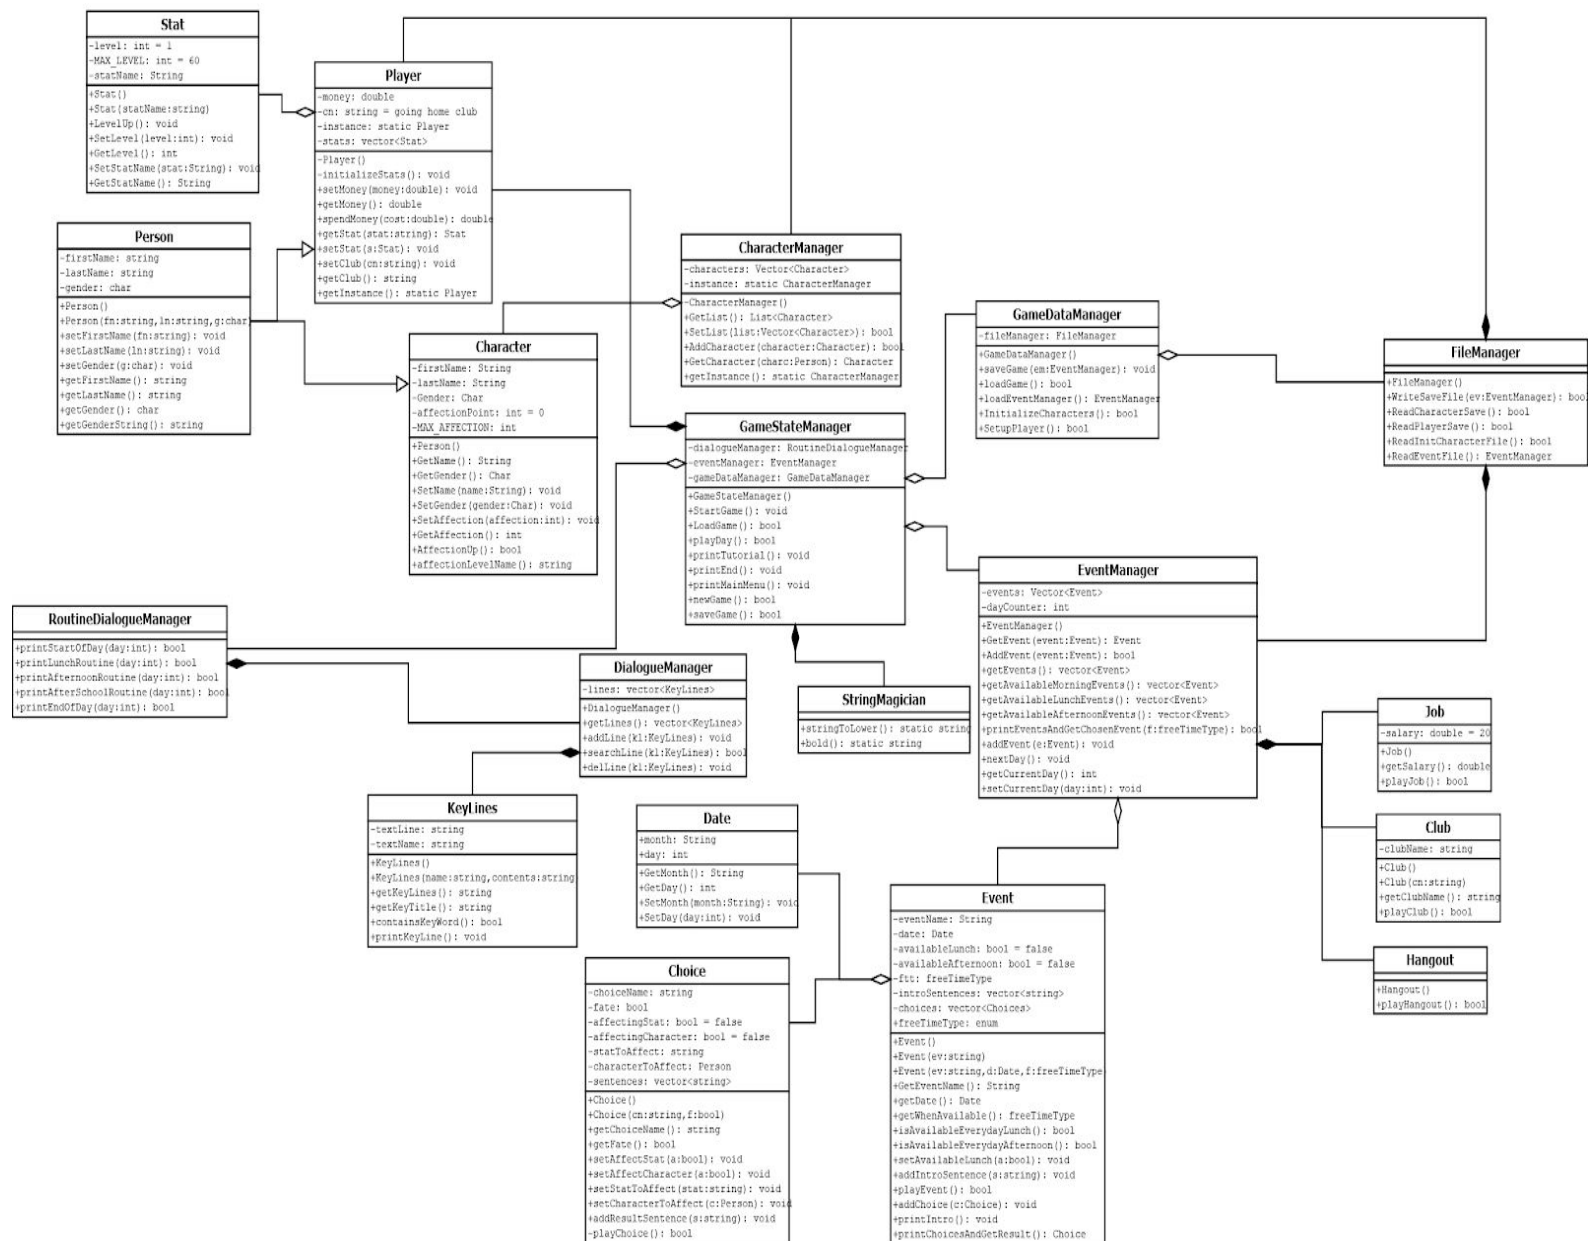 Stat
-level: int = 1
-MAX_LEVEL: int = 60
-statName: String
+Stat()
+Stat(statName:string)
+LevelUp(): void
+SetLevel(level:int): void
+GetLevel(): int
+SetStatName(stat:String): void
+GetStatName(): String
Player
-money: double
-cn: string = going home club
-instance: static Player
-stats: vector<Stat>
-Player()
-initializeStats(): void
+setMoney(money:double): void
+getMoney(): double
+spendMoney(cost:double): double
+getStat(stat:string): Stat
+setStat(s:Stat): void
+setClub(cn:string): void
+getClub(): string
+getInstance(): static Player
Person
-firstName: string
-lastName: string
-gender: char
+Person()
+Person(fn:string,ln:string,g:char)
+setFirstName(fn:string): void
+setLastName(ln:string): void
+setGender(g:char): void
+getFirstName(): string
+getLastName(): string
+getGender(): char
+getGenderString(): string
Character
-firstName: String
-lastName: String
-Gender: Char
-affectionPoint: int = 0
-MAX_AFFECTION: int
+Person()
+GetName(): String
+GetGender(): Char
+SetName(name:String): void
+SetGender(gender:Char): void
+SetAffection(affection:int): void
+GetAffection(): int
+AffectionUp(): bool
+affectionLevelName(): string
CharacterManager
-characters: Vector<Character>
-instance: static CharacterManager
-CharacterManager()
+GetList(): List<Character>
+SetList(list:Vector<Character>): bool
+AddCharacter(character:Character): bool
+GetCharacter(charc:Person): Character
+getInstance(): static CharacterManager
GameDataManager
-fileManager: FileManager
+GameDataManager()
+saveGame(em:EventManager): void
+loadGame(): bool
+loadEventManager(): EventManager
+InitializeCharacters(): bool
+SetupPlayer(): bool
FileManager
+FileManager()
+WriteSaveFile(ev:EventManager): bool
+ReadCharacterSave(): bool
+ReadPlayerSave(): bool
+ReadInitCharacterFile(): bool
+ReadEventFile(): EventManager
GameStateManager
-dialogueManager: RoutineDialogueManager
-eventManager: EventManager
-gameDataManager: GameDataManager
+GameStateManager()
+StartGame(): void
+LoadGame(): bool
+playDay(): bool
+printTutorial(): void
+printEnd(): void
+printMainMenu(): void
+newGame(): bool
+saveGame(): bool
EventManager
-events: Vector<Event>
-dayCounter: int
+EventManager()
+GetEvent(event:Event): Event
+AddEvent(event:Event): bool
+getEvents(): vector<Event>
+getAvailableMorningEvents(): vector<Event>
+getAvailableLunchEvents(): vector<Event>
+getAvailableAfternoonEvents(): vector<Event>
+printEventsAndGetChosenEvent(f:freeTimeType): bool
+addEvent(e:Event): void
+nextDay(): void
+getCurrentDay(): int
+setCurrentDay(day:int): void
RoutineDialogueManager
+printStartOfDay(day:int): bool
+printLunchRoutine(day:int): bool
+printAfternoonRoutine(day:int): bool
+printAfterSchoolRoutine(day:int): bool
+printEndOfDay(day:int): bool
DialogueManager
-lines: vector<KeyLines>
+DialogueManager()
+getLines(): vector<KeyLines>
+addLine(kl:KeyLines): void
+searchLine(kl:KeyLines): bool
+delLine(kl:KeyLines): void
StringMagician
+stringToLower(): static string
+bold(): static string
Job
-salary: double = 20
+Job()
+getSalary(): double
+playJob(): bool
Club
-clubName: string
+Club()
+Club(cn:string)
+getClubName(): string
+playClub(): bool
Hangout
+Hangout()
+playHangout(): bool
KeyLines
-textLine: string
-textName: string
+KeyLines()
+KeyLines(name:string,contents:string
+getKeyLines(): string
+getKeyTitle(): string
+containsKeyWord(): bool
+printKeyLine(): void
Date
+month: String
+day: int
+GetMonth(): String
+GetDay(): int
+SetMonth(month:String): void
+SetDay(day:int): void
Choice
-choiceName: string
-fate: bool
-affectingStat: bool = false
-affectingCharacter: bool = false
-statToAffect: string
-characterToAffect: Person
-sentences: vector<string>
+Choice()
+Choice(cn:string,f:bool)
+getChoiceName(): string
+getFate(): bool
+setAffectStat(a:bool): void
+setAffectCharacter(a:bool): void
+setStatToAffect(stat:string): void
+setCharacterToAffect(c:Person): void
+addResultSentence(s:string): void
-playChoice(): bool
Event
-eventName: String
-date: Date
-availableLunch: bool = false
-availableAfternoon: bool = false
-ftt: freeTimeType
-introSentences: vector<string>
-choices: vector<Choices>
+freeTimeType: enum
+Event()
+Event(ev:string)
+Event(ev:string,d:Date,f:freeTimeType)
+GetEventName(): String
+getDate(): Date
+getWhenAvailable(): freeTimeType
+isAvailableEverydayLunch(): bool
+isAvailableEverydayAfternoon(): bool
+setAvailableLunch(a:bool): void
+addIntroSentence(s:string): void
+playEvent(): bool
+addChoice(c:Choice): void
+printIntro(): void
+printChoicesAndGetResult(): Choice